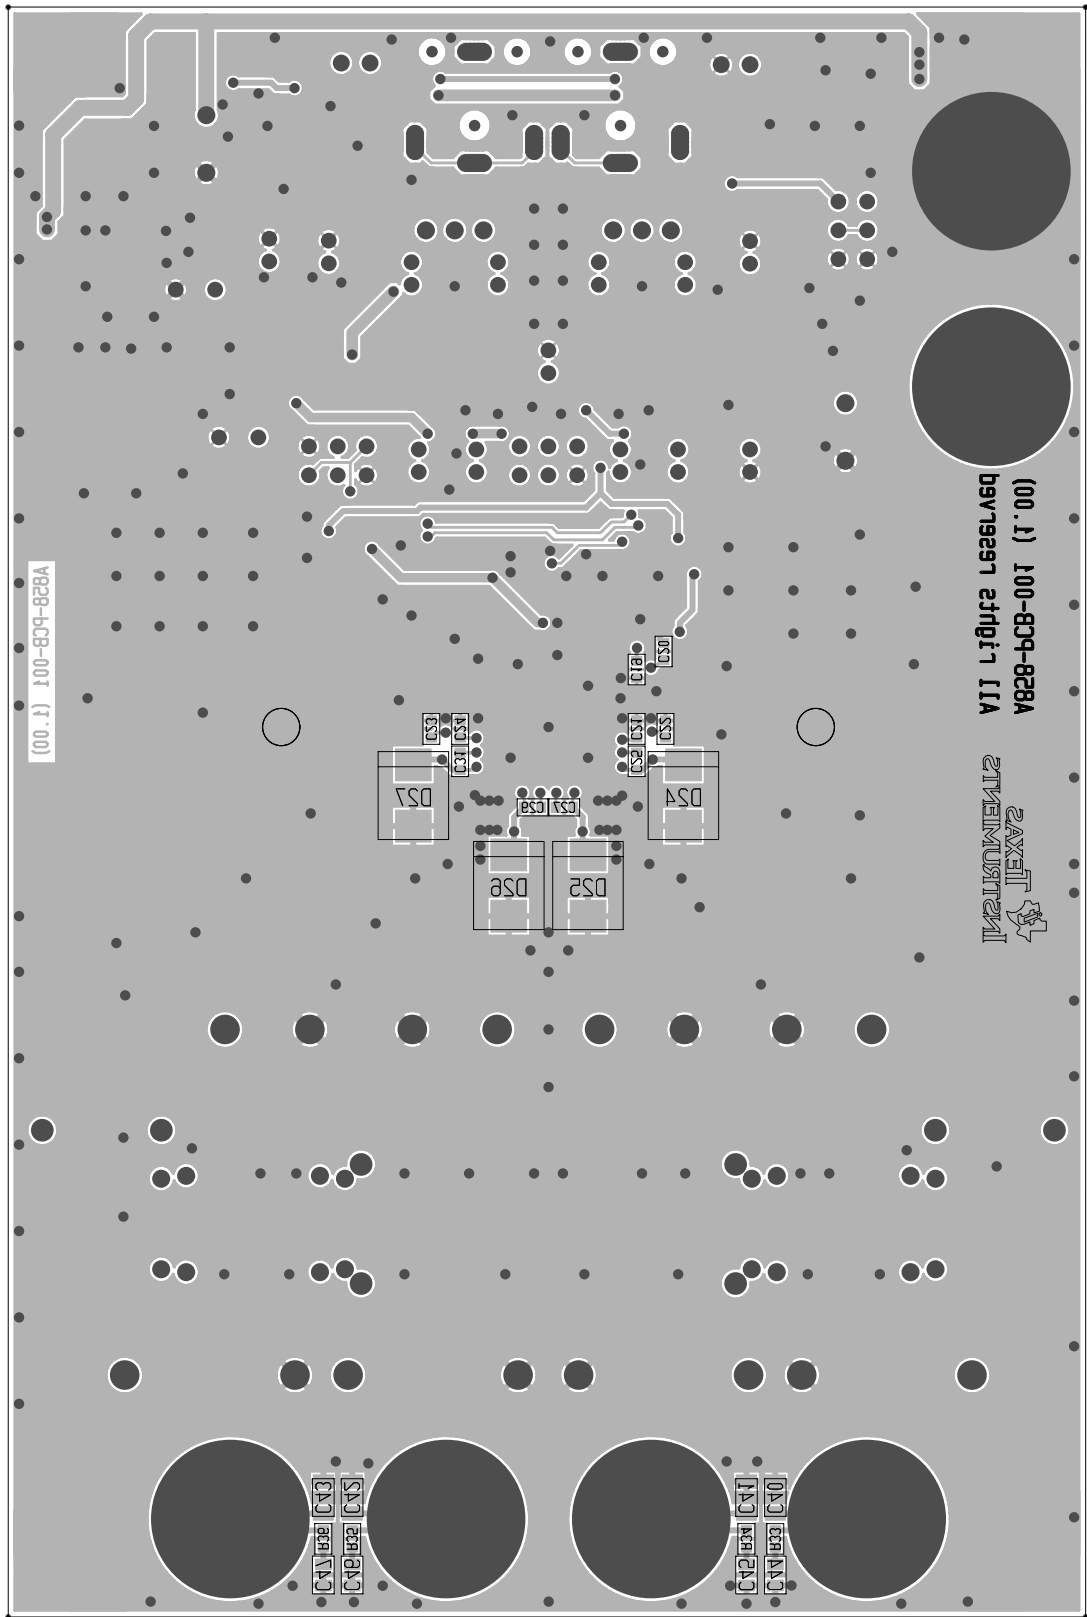 A858-PCB-001 (1.00)
All rigths reserved
A858-PCB-001 (1.00)
TEXAS
INSTRUMENTS
C20
C19
C23
C24
C21
C22
C31
C25
D27
C29
C27
D24
D26
D25
C43
C42
C41
C40
R36
R35
R34
R33
C47
C46
C45
C44